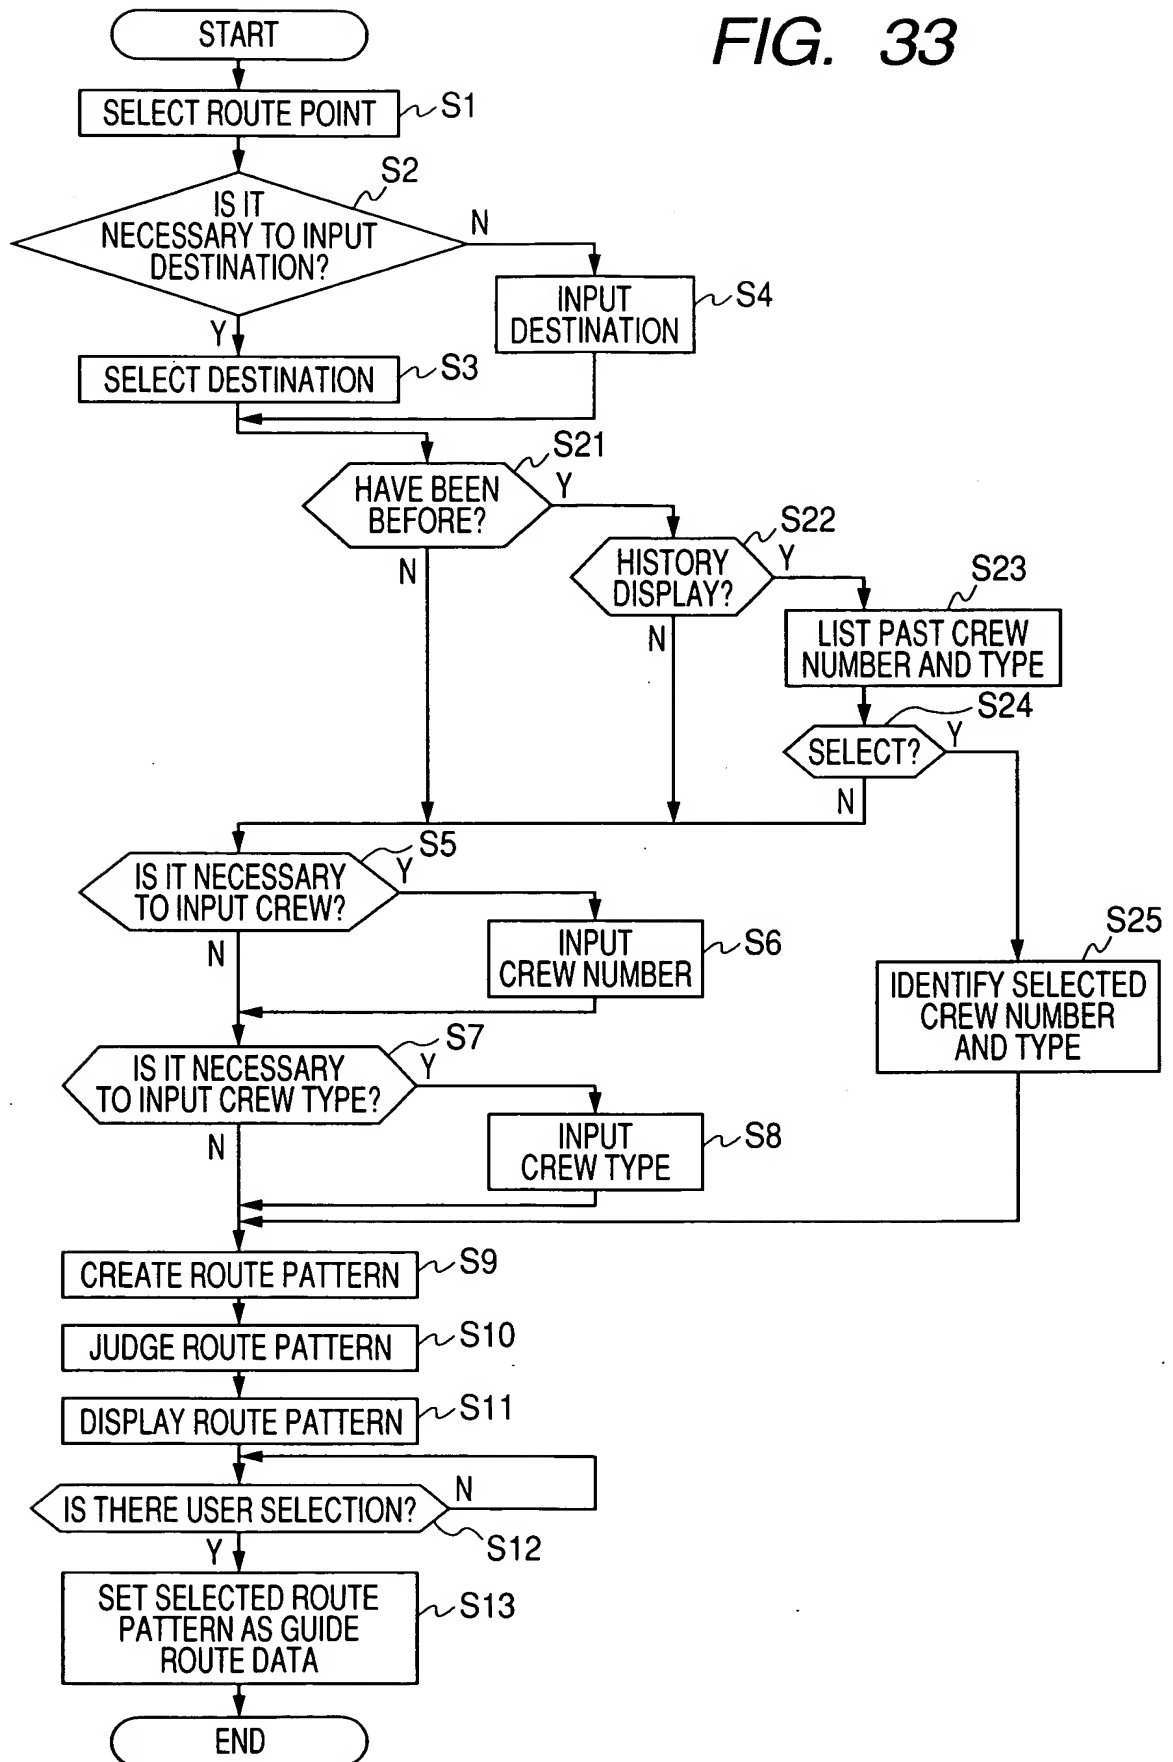 FIG. 33
START
SELECT ROUTE POINT
S1
S2
IS IT
NECESSARY TO INPUT
DESTINATION?
N
Y
INPUT
DESTINATION
S4
SELECT DESTINATION
S3
S21
HAVE BEEN
BEFORE?
Y
N
S22
HISTORY
DISPLAY?
Y
N
S23
LIST PAST CREW
NUMBER AND TYPE
S24
SELECT?
Y
N
S5
IS IT NECESSARY
TO INPUT CREW?
Y
N
INPUT
CREW NUMBER
S6
S25
IDENTIFY SELECTED
CREW NUMBER
AND TYPE
S7
IS IT NECESSARY
TO INPUT CREW TYPE?
Y
N
INPUT
CREW TYPE
S8
CREATE ROUTE PATTERN
S9
JUDGE ROUTE PATTERN
S10
DISPLAY ROUTE PATTERN
S11
IS THERE USER SELECTION?
N
S12
Y
SET SELECTED ROUTE
PATTERN AS GUIDE
ROUTE DATA
S13
END